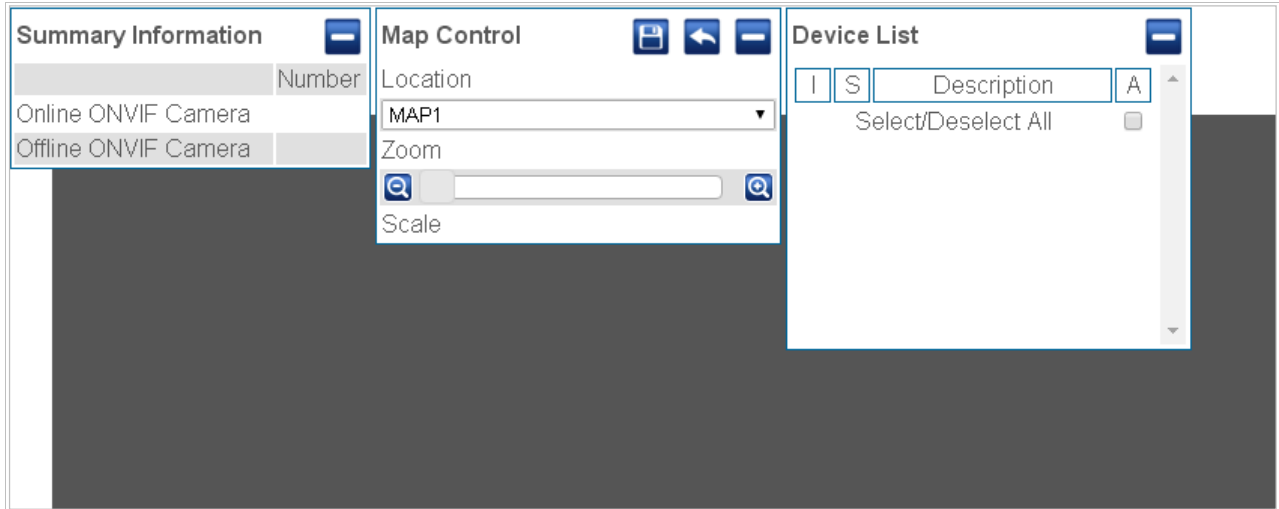 Summary Information
Number
Online ONVIF Camera
Offline ONVIF Camera
Map Control
Location
MAP1
Zoom
Scale
Device List
I S Description A
Select/Deselect All